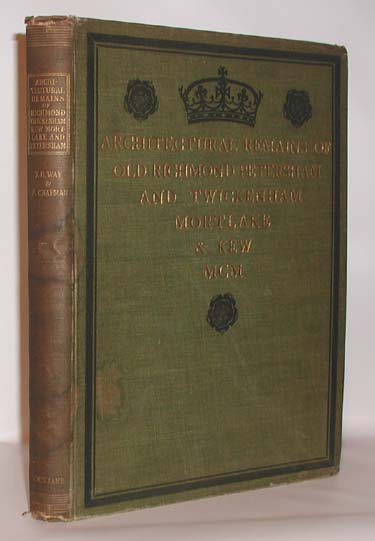 ARCHI-
TECTURAL
REMAINS
OF
RICHMOND
TWICKENHAM
KEW MORT-
LAKE AND
PETERSHAM
T.R. WAY
&
F. CHAPMAN
ARCHITECTURAL REMAINS OF
OLD RICHMOND PETERSHAM
AND TWICKENHAM
MORTLAKE
& KEW
MCM